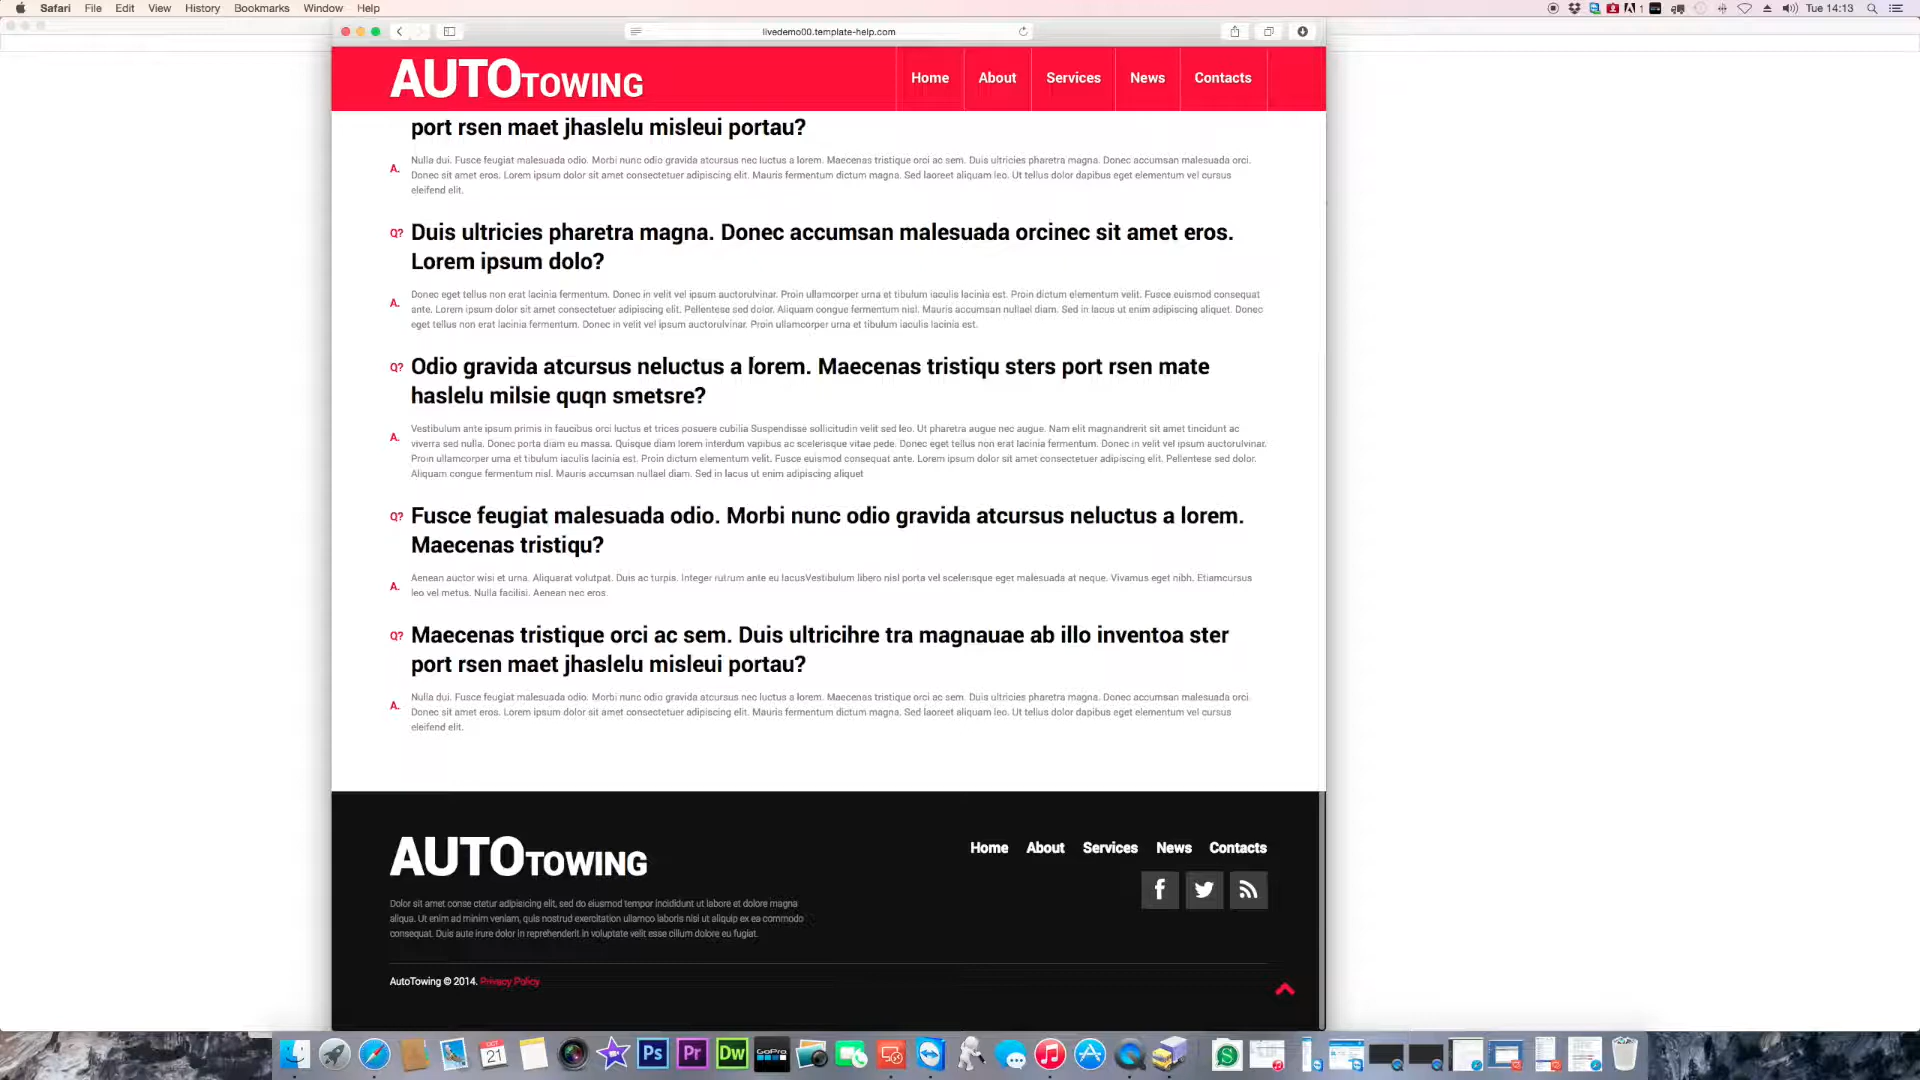 Safari File Edit View History Bookmarks Window Help
1 Tue 14:13
livedemo00.template-help.com
AUTOTOWING
Home About Services News Contacts
port rsen maet jhaslelu misleui portau?
A. Nulla dui. Fusce feugiat malesuada odio. Morbi nunc odio gravida atcursus nec luctus a lorem. Maecenas tristique orci ac sem. Duis ultricies pharetra magna. Donec accumsan malesuada orci.
Donec sit amet eros. Lorem ipsum dolor sit amet consectetuer adipiscing elit. Mauris fermentum dictum magna. Sed laoreet aliquam leo. Ut tellus dolor dapibus eget elementum vel cursus
eleifend elit.
Q? Duis ultricies pharetra magna. Donec accumsan malesuada orcinec sit amet eros.
Lorem ipsum dolo?
A. Donec eget tellus non erat lacinia fermentum. Donec in velit vel ipsum auctorulvinar. Proin ullamcorper urna et tibulum iaculis lacinia est. Proin dictum elementum velit. Fusce euismod consequat
ante. Lorem ipsum dolor sit amet consectetuer adipiscing elit. Pellentese sed dolor. Aliquam congue fermentum nisl. Mauris accumsan nullael diam. Sed in lacus ut enim adipiscing aliquet. Donec
eget tellus non erat lacinia fermentum. Donec in velit vel ipsum auctorulvinar. Proin ullamcorper urna et tibulum iaculis lacinia est.
Q? Odio gravida atcursus neluctus a lorem. Maecenas tristiqu sters port rsen mate
haslelu milsie quqn smetsre?
A. Vestibulum ante ipsum primis in faucibus orci luctus et trices posuere cubilia Suspendisse sollicitudin velit sed leo. Ut pharetra augue nec augue. Nam elit magnandrerit sit amet tincidunt ac
viverra sed nulla. Donec porta diam eu massa. Quisque diam lorem interdum vapibus ac scelerisque vitae pede. Donec eget tellus non erat lacinia fermentum. Donec in velit vel ipsum auctorulvinar.
Proin ullamcorper urna et tibulum iaculis lacinia est. Proin dictum elementum velit. Fusce euismod consequat ante. Lorem ipsum dolor sit amet consectetuer adipiscing elit. Pellentese sed dolor.
Aliquam congue fermentum nisl. Mauris accumsan nullael diam. Sed in lacus ut enim adipiscing aliquet
Q? Fusce feugiat malesuada odio. Morbi nunc odio gravida atcursus neluctus a lorem.
Maecenas tristiqu?
A. Aenean auctor wisi et urna. Aliquarat volutpat. Duis ac turpis. Integer rutrum ante eu lacusVestibulum libero nisl porta vel scelerisque eget malesuada at neque. Vivamus eget nibh. Etiamcursus
leo vel metus. Nulla facilisi. Aenean nec eros.
Q? Maecenas tristique orci ac sem. Duis ultricihre tra magnauae ab illo inventoa ster
port rsen maet jhaslelu misleui portau?
A. Nulla dui. Fusce feugiat malesuada odio. Morbi nunc odio gravida atcursus nec luctus a lorem. Maecenas tristique orci ac sem. Duis ultricies pharetra magna. Donec accumsan malesuada orci.
Donec sit amet eros. Lorem ipsum dolor sit amet consectetuer adipiscing elit. Mauris fermentum dictum magna. Sed laoreet aliquam leo. Ut tellus dolor dapibus eget elementum vel cursus
eleifend elit.
AUTOTOWING
Home About Services News Contacts
Dolor sit amet conse ctetur adipisicing elit, sed do eiusmod tempor incididunt ut labore et dolore magna
aliqua. Ut enim ad minim veniam, quis nostrud exercitation ullamco laboris nisi ut aliquip ex ea commodo
consequat. Duis aute irure dolor in reprehenderit in voluptate velit esse cillum dolore eu fugiat.
AutoTowing © 2014. Privacy Policy
OCT 21 Ps Pr Dw GoPro